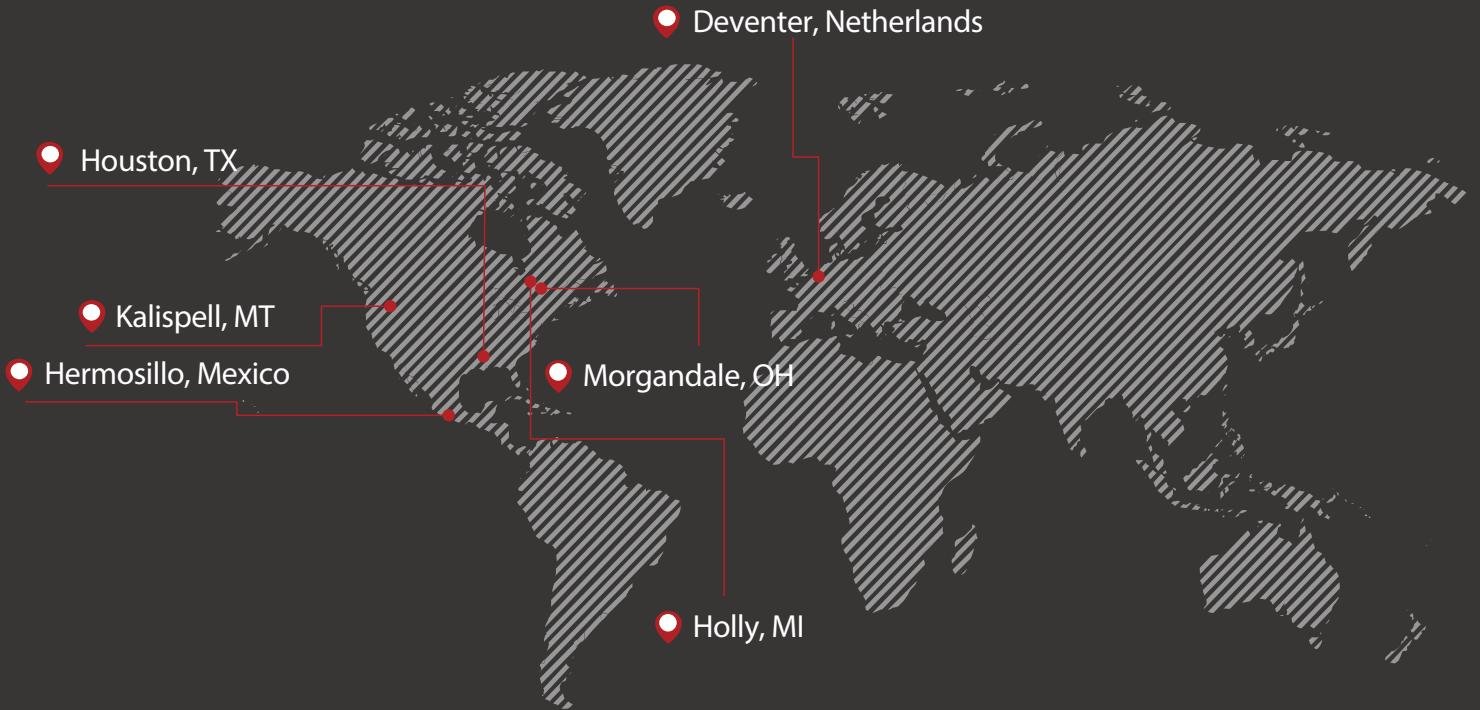 Deventer, Netherlands
Houston, TX
Kalispell, MT
Hermosillo, Mexico
Morgandale, OH
Holly, MI